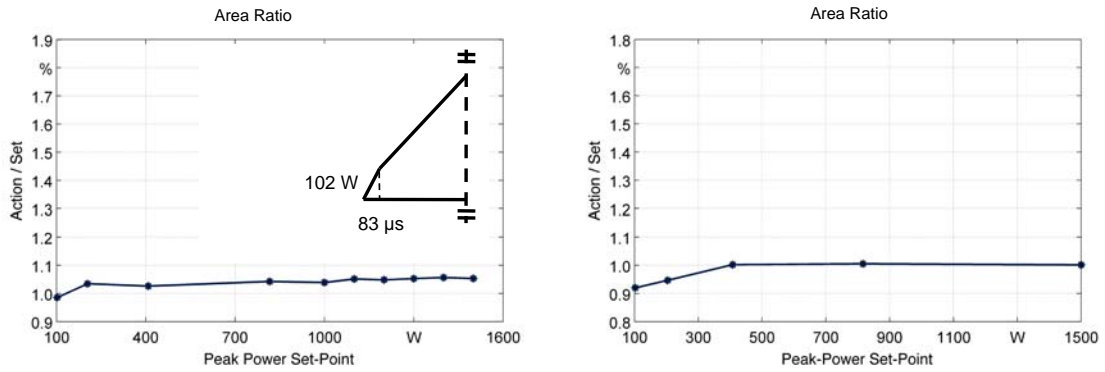 Area Ratio
1.9
%
1.7
1.6
1.5
1.4
1.3
1.2
1.1
1.0
0.9
Action / Set
102 W
83 µs
100 400 700 1000 W 1600
Peak Power Set-Point
Area Ratio
1.8
%
1.6
1.5
1.4
1.3
1.2
1.1
1.0
0.9
0.8
Action / Set
100 300 500 700 900 1100 W 1500
Peak-Power Set-Point